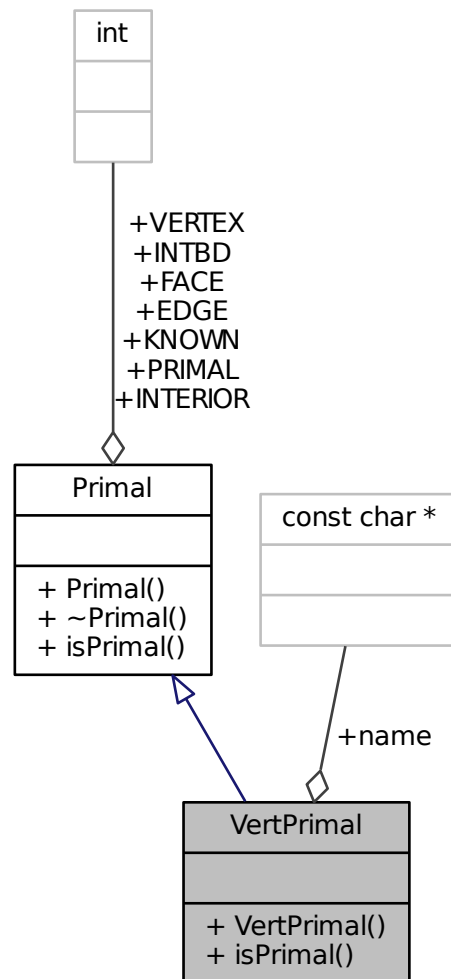 int
+VERTEX
+INTBD
+FACE
+EDGE
+KNOWN
+PRIMAL
+INTERIOR
Primal
+ Primal()
+ ~Primal()
+ isPrimal()
const char *
+name
VertPrimal
+ VertPrimal()
+ isPrimal()